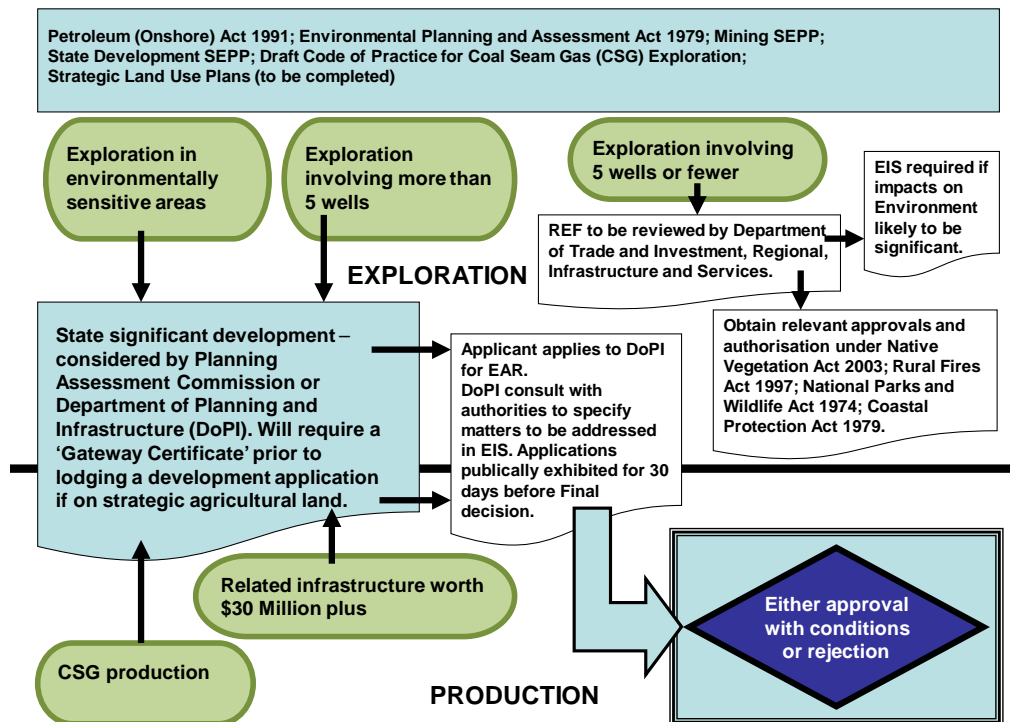 Petroleum (Onshore) Act 1991; Environmental Planning and Assessment Act 1979; Mining SEPP;
State Development SEPP; Draft Code of Practice for Coal Seam Gas (CSG) Exploration;
Strategic Land Use Plans (to be completed)
Exploration in
environmentally
sensitive areas
Exploration
involving more than
5 wells
Exploration involving
5 wells or fewer
EIS required if
impacts on
Environment
likely to be
significant.
REF to be reviewed by Department
of Trade and Investment, Regional,
Infrastructure and Services.
EXPLORATION
State significant development –
considered by Planning
Assessment Commission or
Department of Planning and
Infrastructure (DoPI). Will require a
‘Gateway Certificate’ prior to
lodging a development application
if on strategic agricultural land.
Applicant applies to DoPI
for EAR.
DoPI consult with
authorities to specify
matters to be addressed
in EIS. Applications
publically exhibited for 30
days before Final
decision.
Obtain relevant approvals and
authorisation under Native
Vegetation Act 2003; Rural Fires
Act 1997; National Parks and
Wildlife Act 1974; Coastal
Protection Act 1979.
Related infrastructure worth
$30 Million plus
Either approval
with conditions
or rejection
CSG production
PRODUCTION